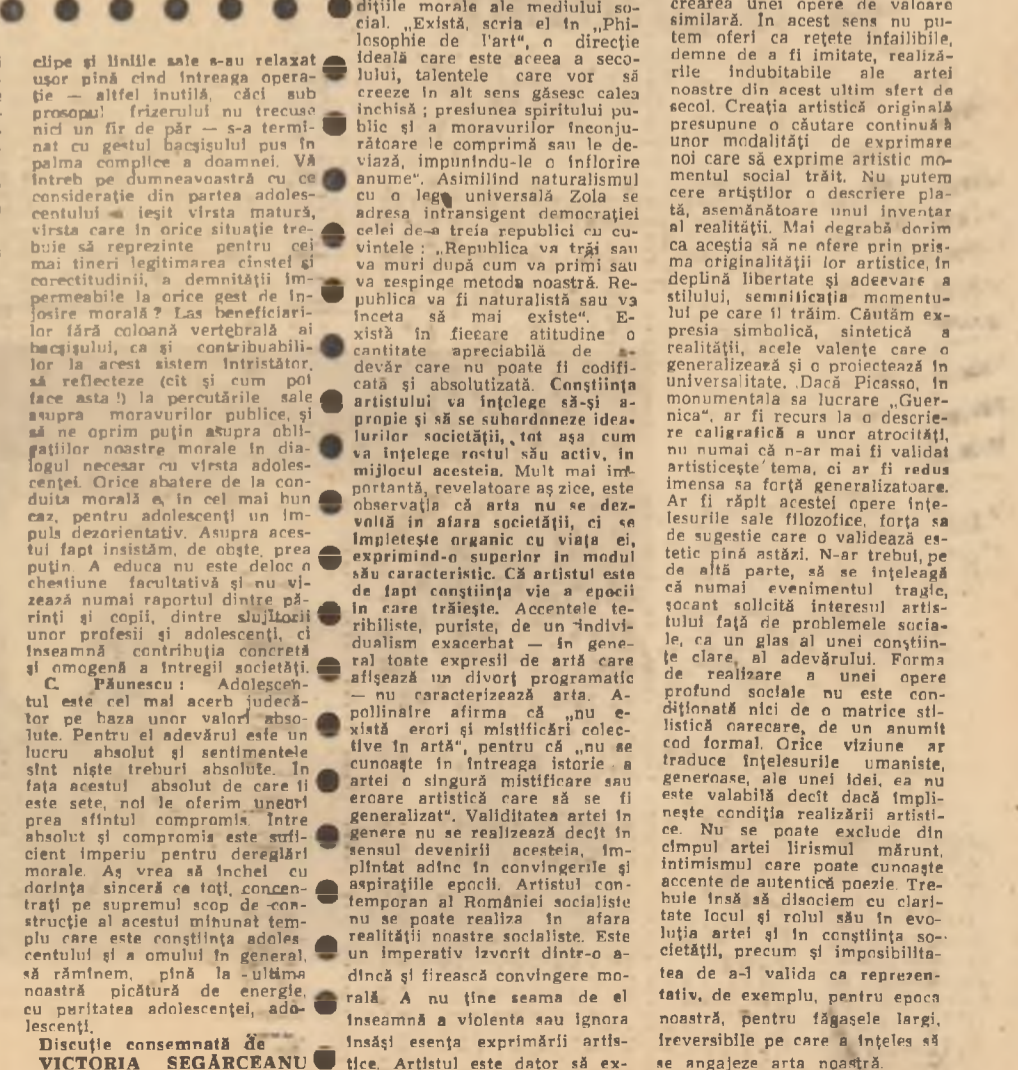 clipe și liniile sale s-au relaxat
ușor pînă cînd întreaga opera-
ție — altfel inutilă, căci sub
prosopul frizerului nu trecuse
nici un fir de păr — s-a termi-
nat cu gestul bacșișului pus în
palma complice a doamnei. Vă
întreb pe dumneavoastră cu ce
considerație din partea adoles-
centului a ieșit vîrsta matură,
vîrsta care în orice situație tre-
buie să reprezinte pentru cei
mai tineri legitimarea cinstei și
corectitudinii, a demnității im-
permeabile la orice gest de în-
josire morală ? Las beneficiari-
lor fără coloană vertebrală ai
bacșișului, ca și contribuabili-
lor la acest sistem întristător,
să reflecteze (cît și cum pot
face asta !) la percutările sale
asupra moravurilor publice, și
să ne oprim puțin asupra obli-
gațiilor noastre morale în dia-
logul necesar cu vîrsta adoles-
cenței. Orice abatere de la con-
duita morală e, în cel mai bun
caz, pentru adolescenți un im-
puls dezorientativ. Asupra aces-
tui fapt insistăm, de obște, prea
puțin. A educa nu este deloc o
chestiune facultativă și nu vi-
zează numai raportul dintre pă-
rinți și copii, dintre slujitorii
unor profesii și adolescenți, ci
înseamnă contribuția concretă
și omogenă a întregii societăți.
C. Păunescu : Adolescen-
tul este cel mai acerb judecă-
tor pe baza unor valori abso-
lute. Pentru el adevărul este un
lucru absolut și sentimentele
sînt niște treburi absolute. În
fața acestui absolut de care îi
este sete, noi le oferim uneori
prea sfîntul compromis. Între
absolut și compromis este sufi-
cient imperiu pentru dereglări
morale. Aș vrea să închei cu
dorința sinceră ca toți, concen-
trați pe supremul scop de con-
strucție al acestui minunat tem-
plu care este conștiința adoles
centului și a omului în general,
să rămînem, pînă la ultima
noastră picătură de energie,
cu puritatea adolescenței, ado-
lescenți.
Discuție consemnată de
VICTORIA SEGĂRCEANU
dițiile morale ale mediului so-
cial. „Există, scria el în „Phi-
losophie de l'art", o direcție
ideală care este aceea a seco-
lului, talentele care vor să
creeze în alt sens găsesc calea
închisă ; presiunea spiritului pu-
blic și a moravurilor înconju-
rătoare le comprimă sau le de-
viază, impunîndu-le o înflorire
anume". Asimilînd naturalismul
cu o lege universală Zola se
adresa intransigent democrației
celei de-a treia republici cu cu-
vintele : „Republica va trăi sau
va muri după cum va primi sau
va respinge metoda noastră. Re-
publica va fi naturalistă sau va
înceta să mai existe". E-
xistă în fiecare atitudine o
cantitate apreciabilă de a-
devăr care nu poate fi codifi-
cată și absolutizată. Conștiința
artistului va înțelege să-și a-
propie și să se subordoneze idea-
lurilor societății, tot așa cum
va înțelege rostul său activ, în
mijlocul acesteia. Mult mai im-
portantă, revelatoare aș zice, este
observația că arta nu se dez-
voltă în afara societății, ci se
împletește organic cu viața ei,
exprimînd-o superior în modul
său caracteristic. Că artistul este
de fapt conștiința vie a epocii
în care trăiește. Accentele te-
ribiliste, puriste, de un indivi-
dualism exacerbat — în gene-
ral toate expresii de artă care
afișează un divorț programatic
— nu caracterizează arta. A-
pollinaire afirma că „nu e-
xistă erori și mistificări colec-
tive în artă", pentru că „nu se
cunoaște în întreaga istorie a
artei o singură mistificare sau
eroare artistică care să se fi
generalizat". Validitatea artei în
genere nu se realizează decît în
sensul devenirii acesteia, îm-
plîntat adînc în convingerile și
aspirațiile epocii. Artistul con-
temporan al României socialiste
nu se poate realiza în afara
realității noastre socialiste. Este
un imperativ izvorît dintr-o a-
dîncă și firească convingere mo-
rală. A nu ține seama de el
înseamnă a violenta sau ignora
însăși esența exprimării artis-
tice. Artistul este dator să ex-
crearea unei opere de valoare
similară. În acest sens nu pu-
tem oferi ca rețete infailibile,
demne de a fi imitate, realiză-
rile indubitabile ale artei
noastre din acest ultim sfert de
secol. Creația artistică originală
presupune o căutare continuă a
unor modalități de exprimare
noi care să exprime artistic mo-
mentul social trăit. Nu putem
cere artiștilor o descriere pla-
tă, asemănătoare unui inventar
al realității. Mai degrabă dorim
ca aceștia să ne ofere prin pris-
ma originalității lor artistice, în
deplină libertate și adecvare a
stilului, semnificația momentu-
lui pe care îl trăim. Căutăm ex-
presia simbolică, sintetică a
realității, acele valențe care o
generalizează și o proiectează în
universalitate. Dacă Picasso, în
monumentala sa lucrare „Guer-
nica", ar fi recurs la o descrie-
re caligrafică a unor atrocități,
nu numai că n-ar mai fi validat
artisticește tema, ci ar fi redus
imensa sa forță generalizatoare.
Ar fi răpit acestei opere înțe-
lesurile sale filozofice, forța sa
de sugestie care o validează es-
tetic pînă astăzi. N-ar trebui, pe
de altă parte, să se înțeleagă
că numai evenimentul tragic,
șocant solicită interesul artis-
tului față de problemele socia-
le, ca un glas al unei conștiin-
țe clare, al adevărului. Forma
de realizare a unei opere
profund sociale nu este con-
diționată nici de o matrice sti-
listică oarecare, de un anumit
cod formal. Orice viziune ar
traduce înțelesurile umaniste,
generoase, ale unei idei, ea nu
este valabilă decît dacă împli-
nește condiția realizării artisti-
ce. Nu se poate exclude din
cîmpul artei lirismul mărunt,
intimismul care poate cunoaște
accente de autentică poezie. Tre-
buie însă să disociem cu clari-
tate locul și rolul său în evo-
luția artei și în conștiința so-
cietății, precum și imposibilita-
tea de a-l valida ca reprezen-
tativ, de exemplu, pentru epoca
noastră, pentru făgașele largi,
ireversibile pe care a înțeles să
se angajeze arta noastră.